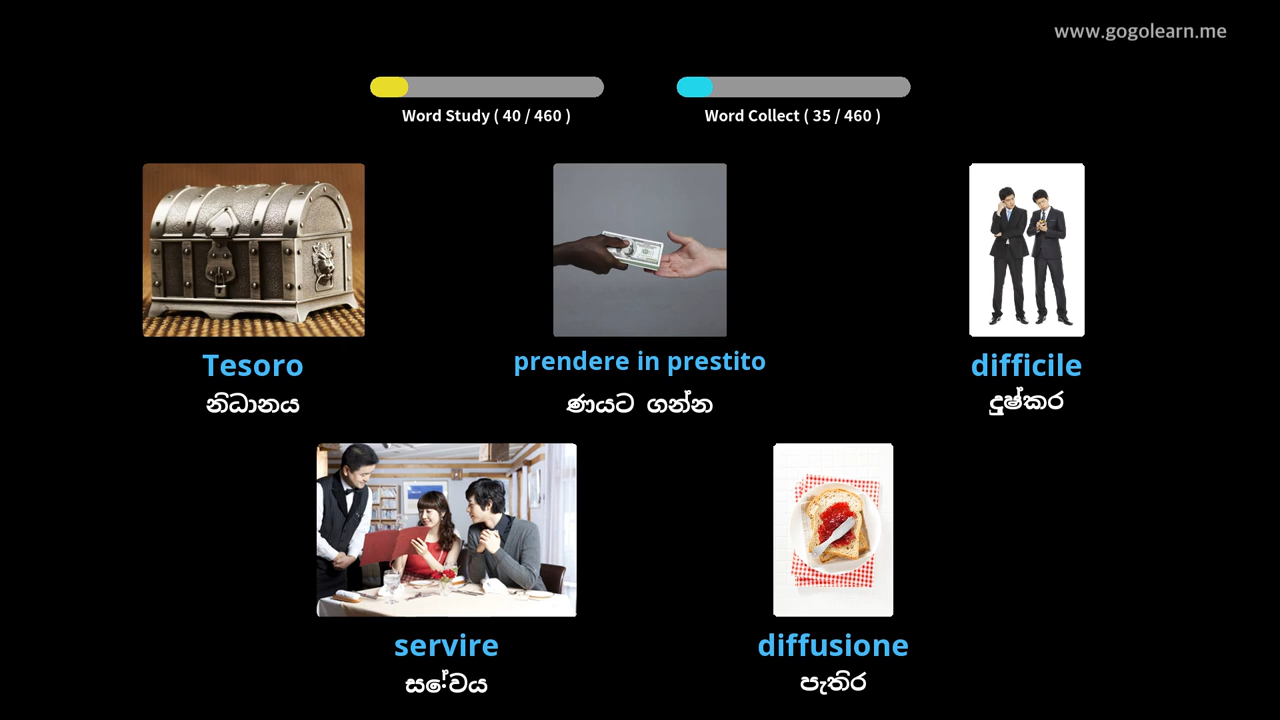 www.gogolearn.me
Word Study ( 40 / 460 )
Word Collect ( 35 / 460 )
Tesoro
නිධානය
prendere in prestito
ණයට ගන්න
difficile
දුෂ්කර
servire
සේවය
diffusione
පැතිර